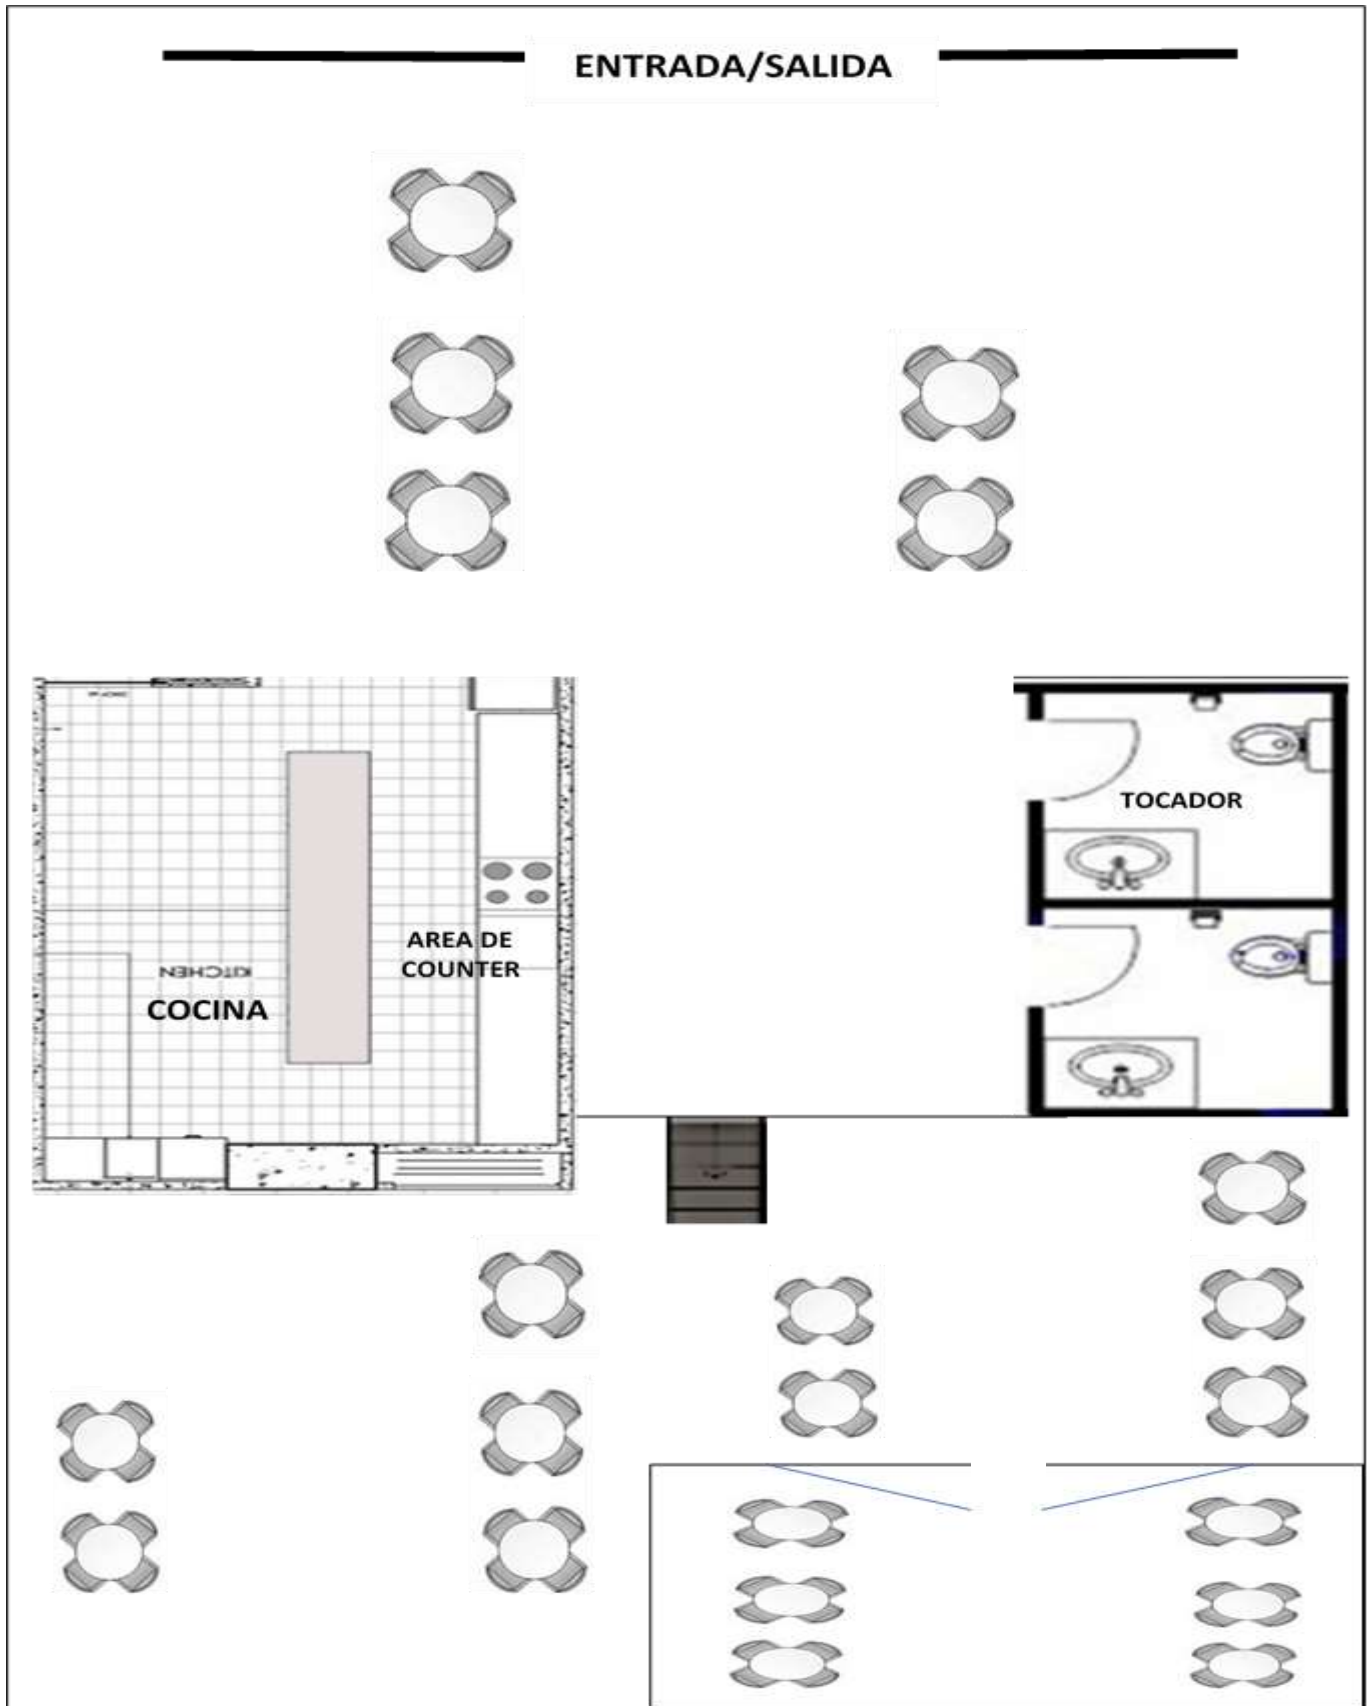 ENTRADA/SALIDA
TOCADOR
AREA DE
COUNTER
KITCHEN
COCINA